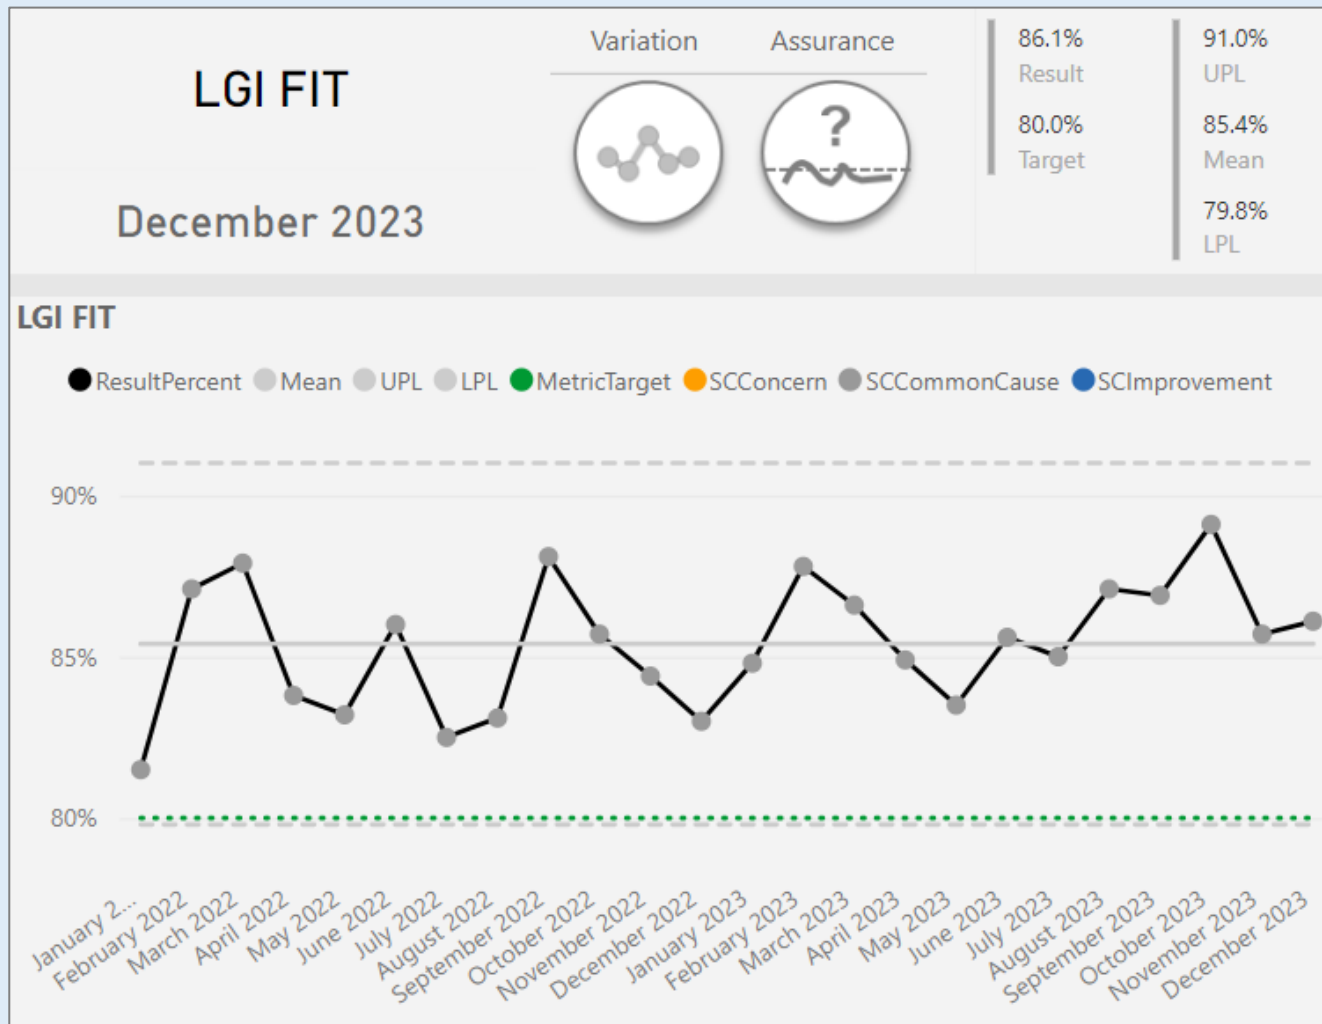 LGI FIT
December 2023
Variation Assurance
?
86.1%
Result
80.0%
Target
91.0%
UPL
85.4%
Mean
79.8%
LPL
LGI FIT
ResultPercent Mean UPL LPL MetricTarget SCConcern SCCommonCause SCImprovement
90%
85%
80%
January 2...
February 2022
March 2022
April 2022
May 2022
June 2022
July 2022
August 2022
September 2022
October 2022
November 2022
December 2022
January 2023
February 2023
March 2023
April 2023
May 2023
June 2023
July 2023
August 2023
September 2023
October 2023
November 2023
December 2023